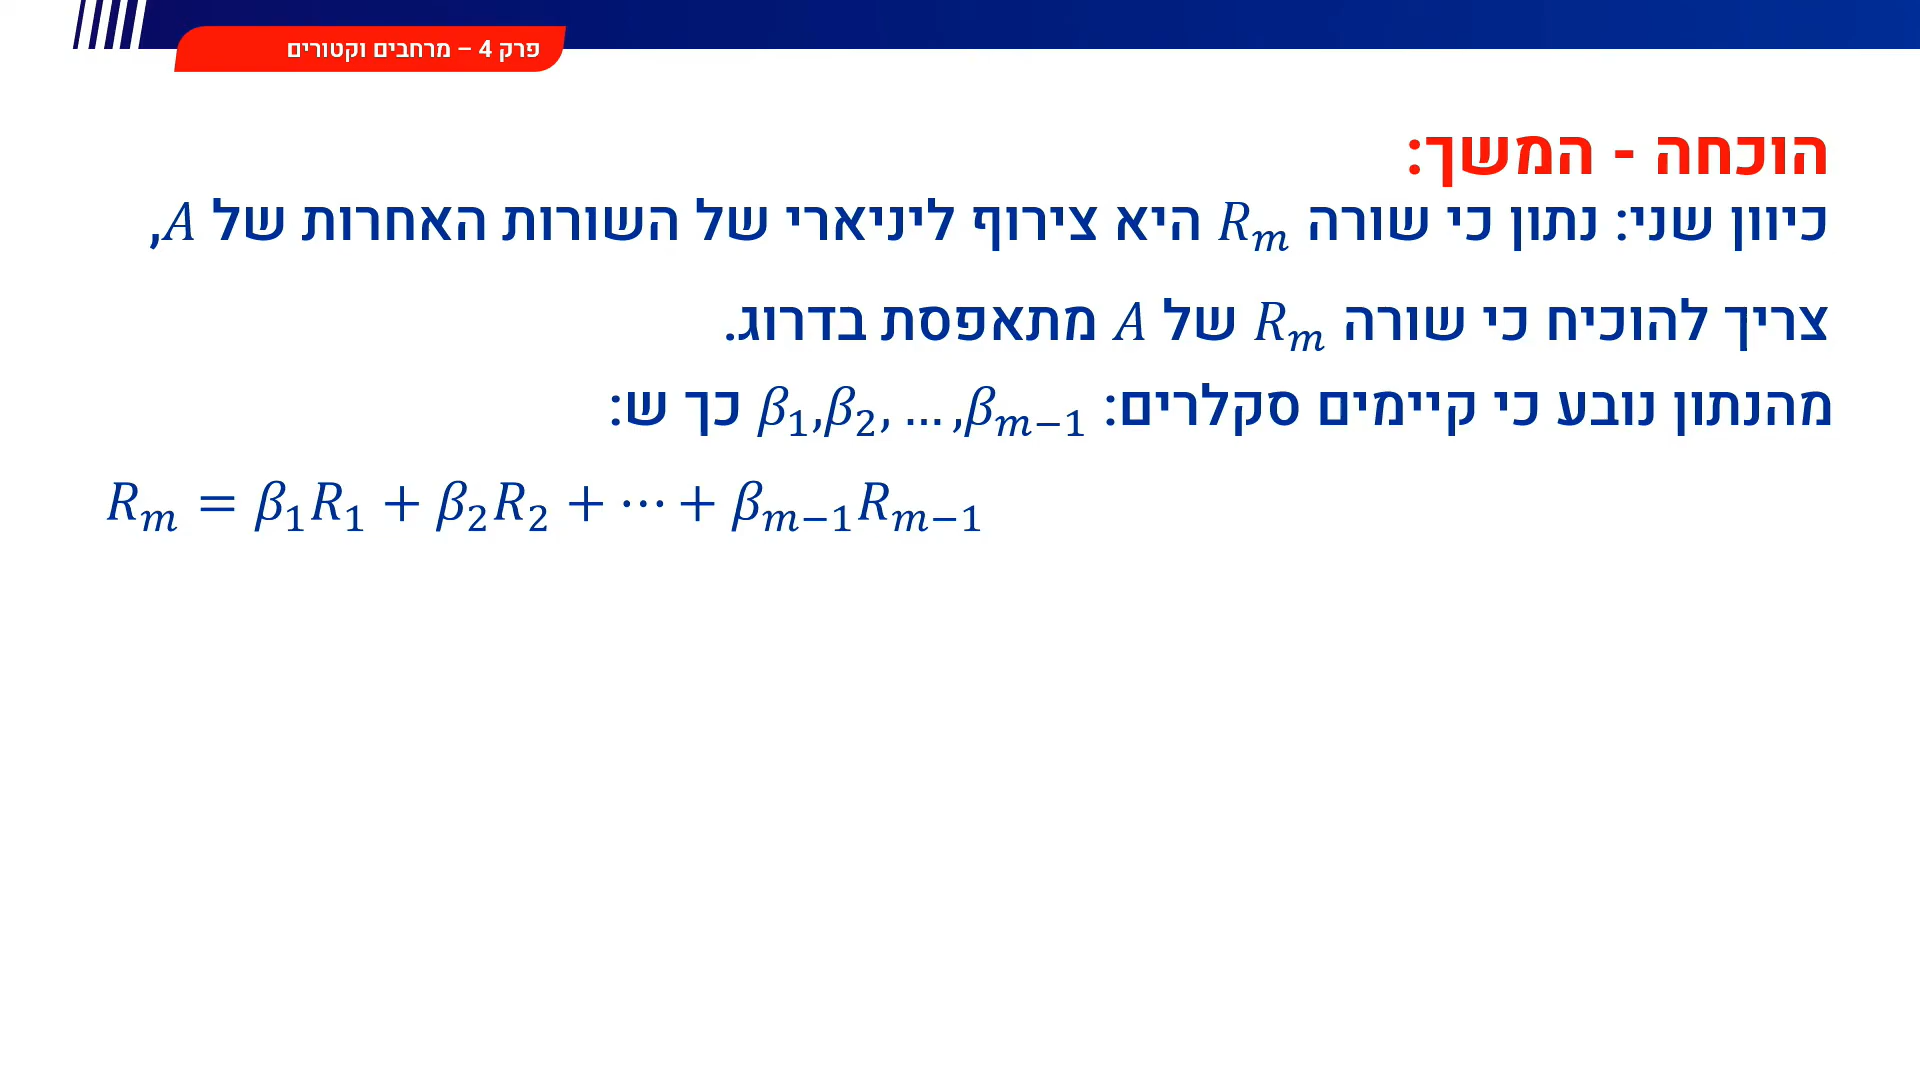 פרק 4 – מרחבים וקטורים
הוכחה - המשך:
כיוון שני: נתון כי שורה $R_m$ היא צירוף ליניארי של השורות האחרות של $A$,
צריך להוכיח כי שורה $R_m$ של $A$ מתאפסת בדרוג.
מהנתון נובע כי קיימים סקלרים: $\beta_1, \beta_2, \ldots, \beta_{m-1}$ כך ש:
$R_m = \beta_1 R_1 + \beta_2 R_2 + \cdots + \beta_{m-1} R_{m-1}$